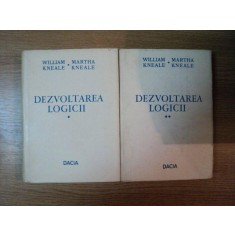 WILLIAM KNEALE • MARTHA KNEALE
DEZVOLTAREA
LOGICII
*
DACIA
WILLIAM KNEALE • MARTHA KNEALE
DEZVOLTAREA
LOGICII
**
DACIA